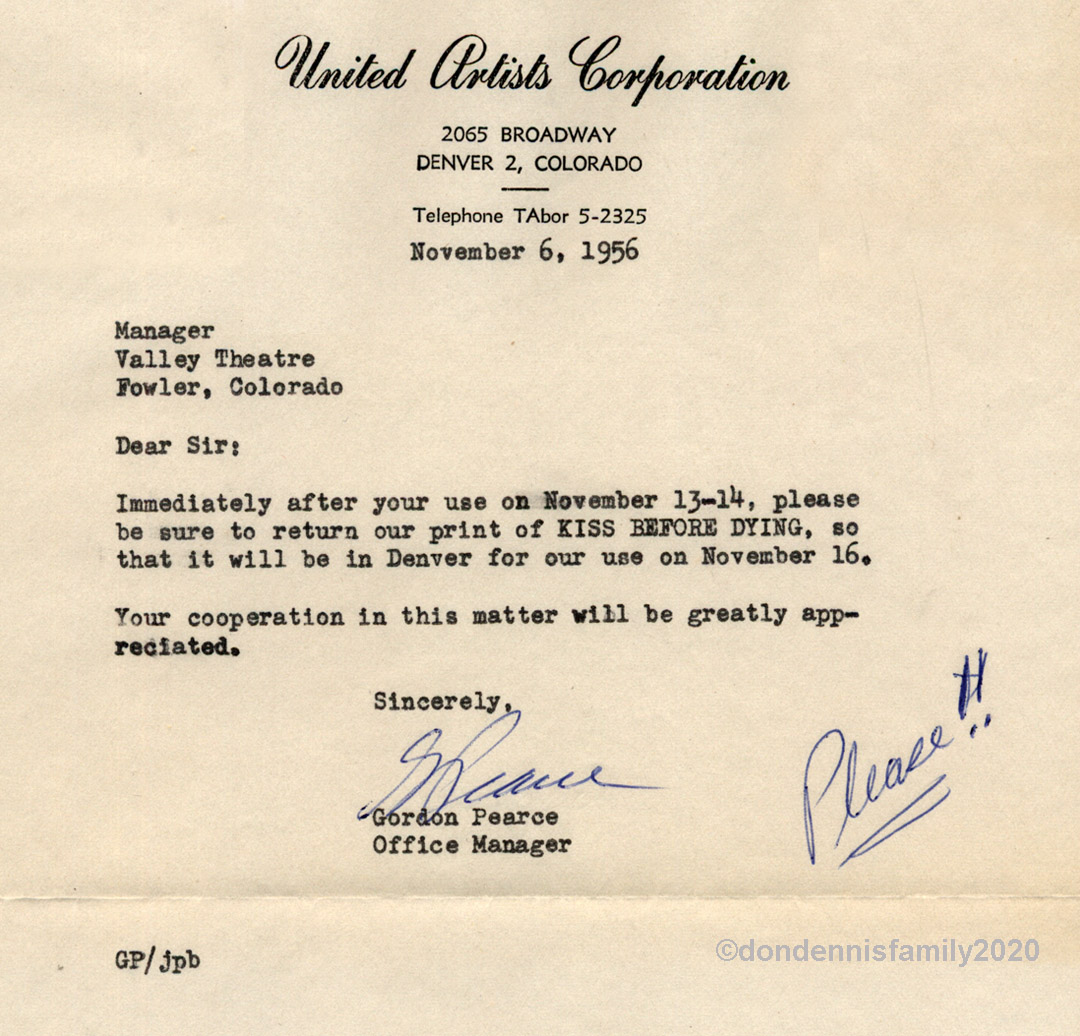 United Artists Corporation
2065 BROADWAY
DENVER 2, COLORADO
Telephone TAbor 5-2325
November 6, 1956
Manager
Valley Theatre
Fowler, Colorado
Dear Sir:
Immediately after your use on November 13-14, please
be sure to return our print of KISS BEFORE DYING, so
that it will be in Denver for our use on November 16.
Your cooperation in this matter will be greatly app-
reciated.
Sincerely,
G Pearce
Gordon Pearce
Office Manager
Please!!
GP/jpb
©dondennisfamily2020